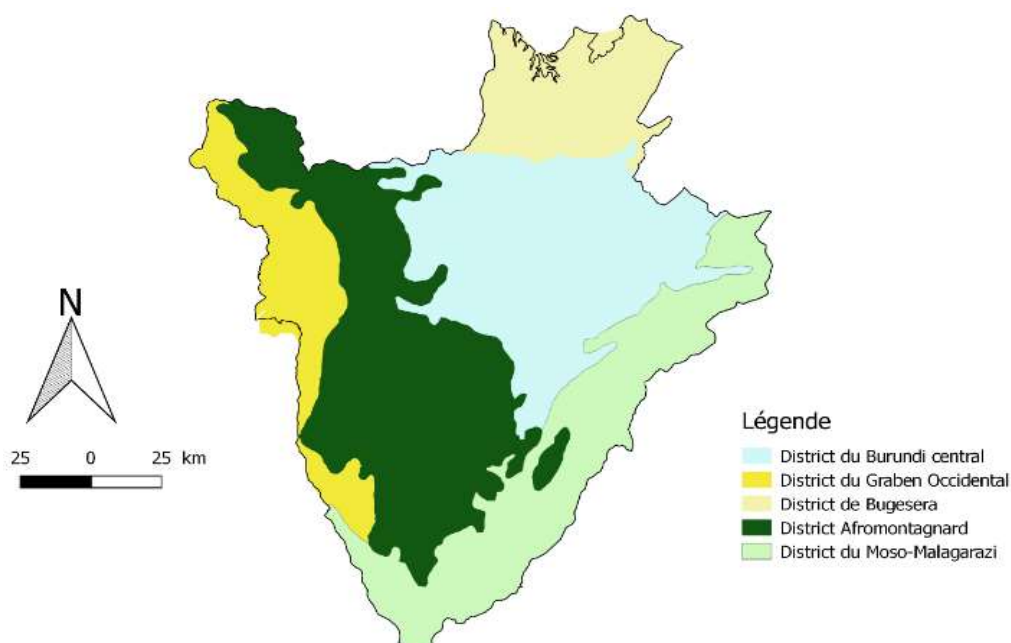 N
25 0 25 km
Légende
District du Burundi central
District du Graben Occidental
District de Bugesera
District Afromontagnard
District du Moso-Malagarazi